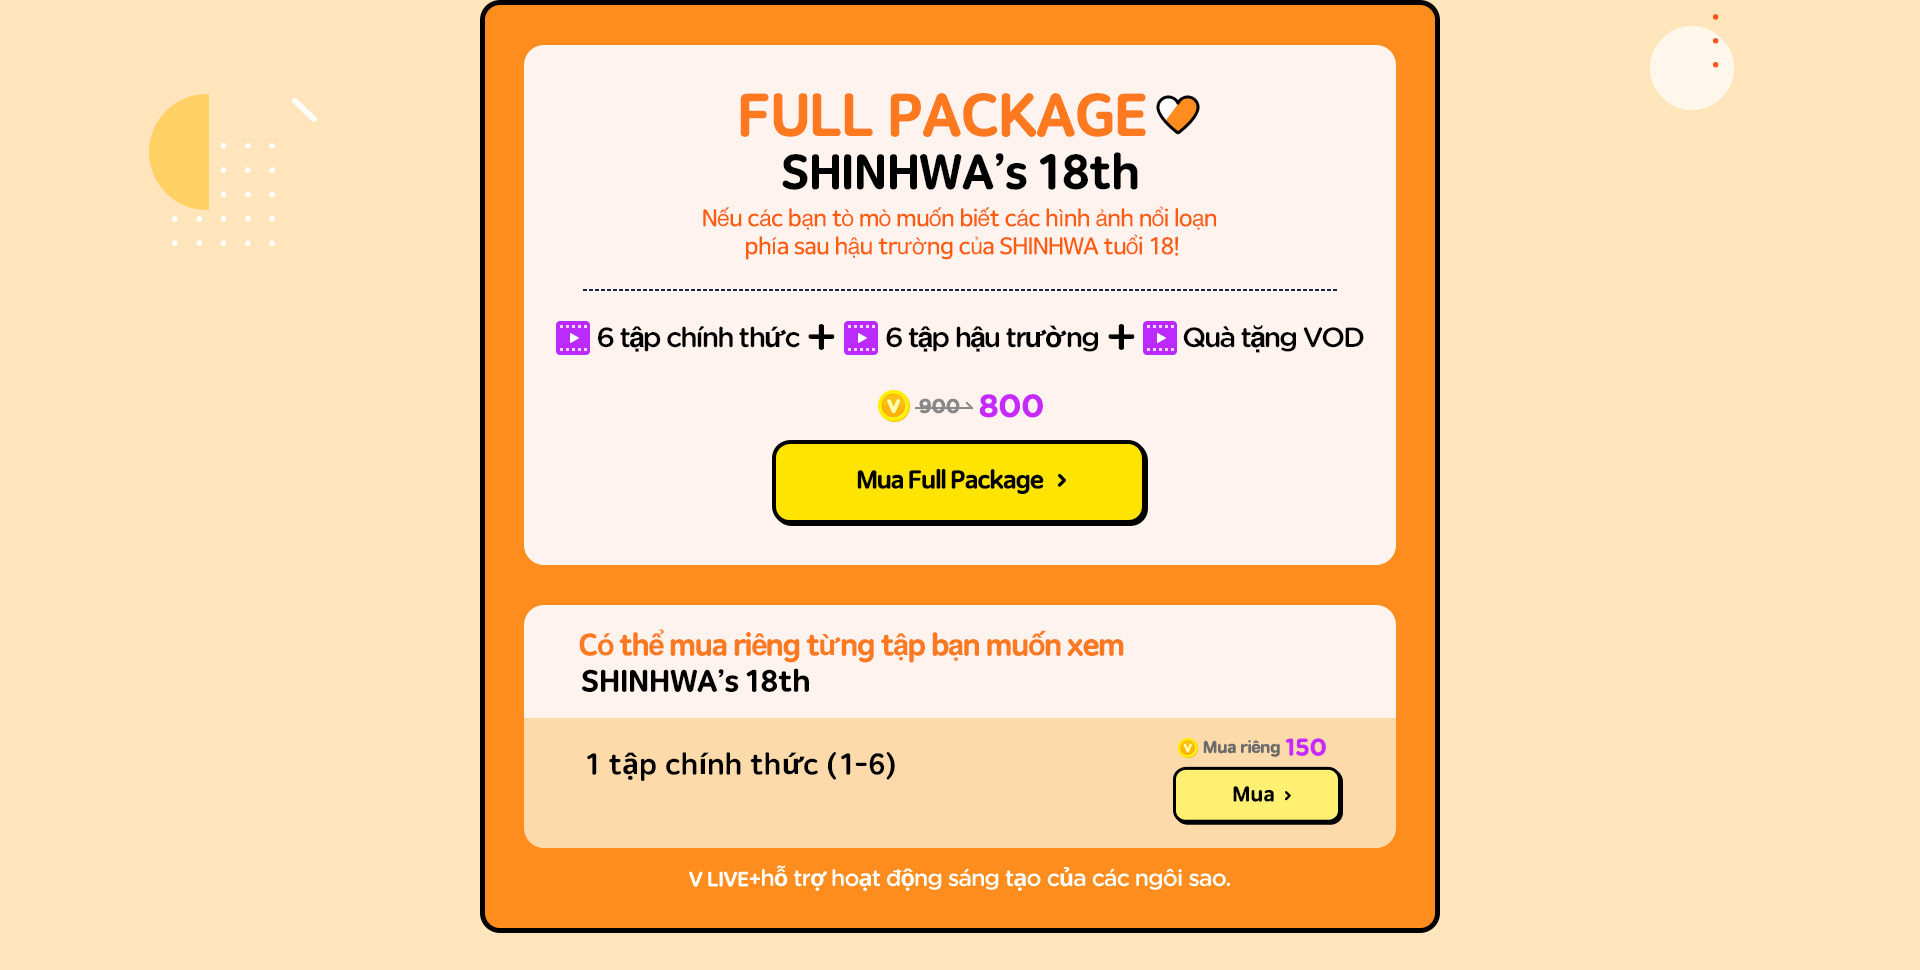 FULL PACKAGE
SHINHWA’s 18th
Nếu các bạn tò mò muốn biết các hình ảnh nổi loạn
phía sau hậu trường của SHINHWA tuổi 18!
6 tập chính thức + 6 tập hậu trường + Quà tặng VOD
V 900 > 800
Mua Full Package >
Có thể mua riêng từng tập bạn muốn xem
SHINHWA’s 18th
1 tập chính thức (1-6)
V Mua riêng 150
Mua >
V LIVE+hỗ trợ hoạt động sáng tạo của các ngôi sao.